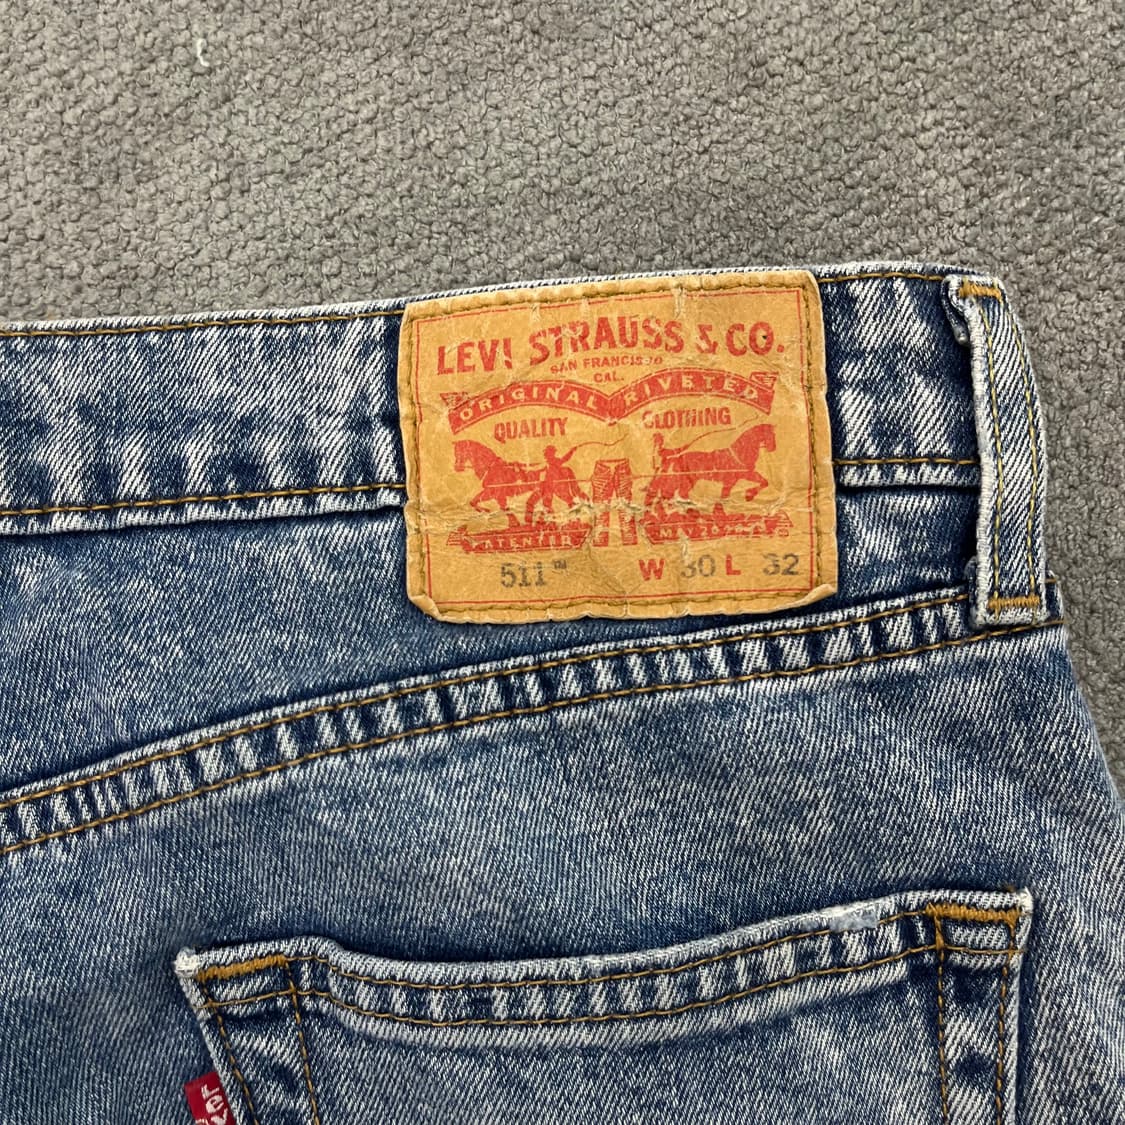 LEVI STRAUSS & CO.
SAN FRANCISCO
CAL.
ORIGINAL RIVETED
QUALITY CLOTHING
511™ W 30 L 32